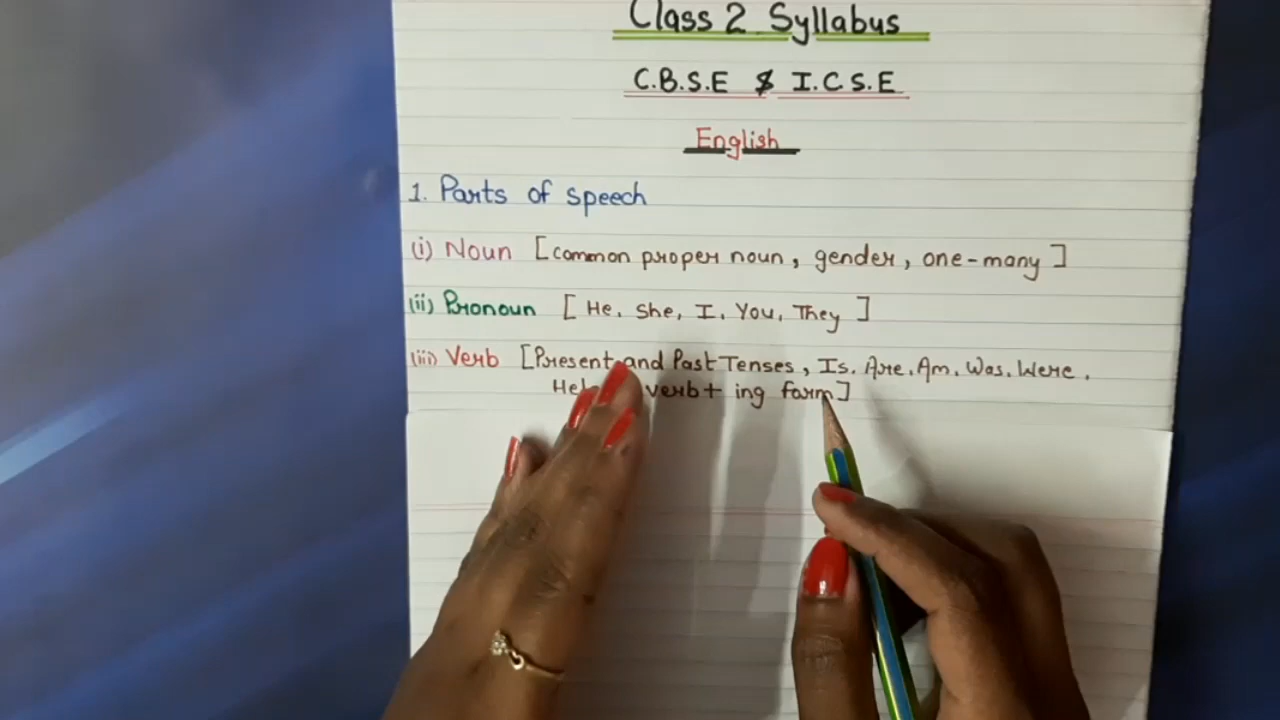 Class 2 Syllabus
C.B.S.E & I.C.S.E
English
1. Parts of speech
(i) Noun [common proper noun, gender, one-many]
(ii) Pronoun [He, She, I, You, They]
(iii) Verb [Present and Past Tenses, Is, Are, Am, Was, Were,
verb+ ing form]